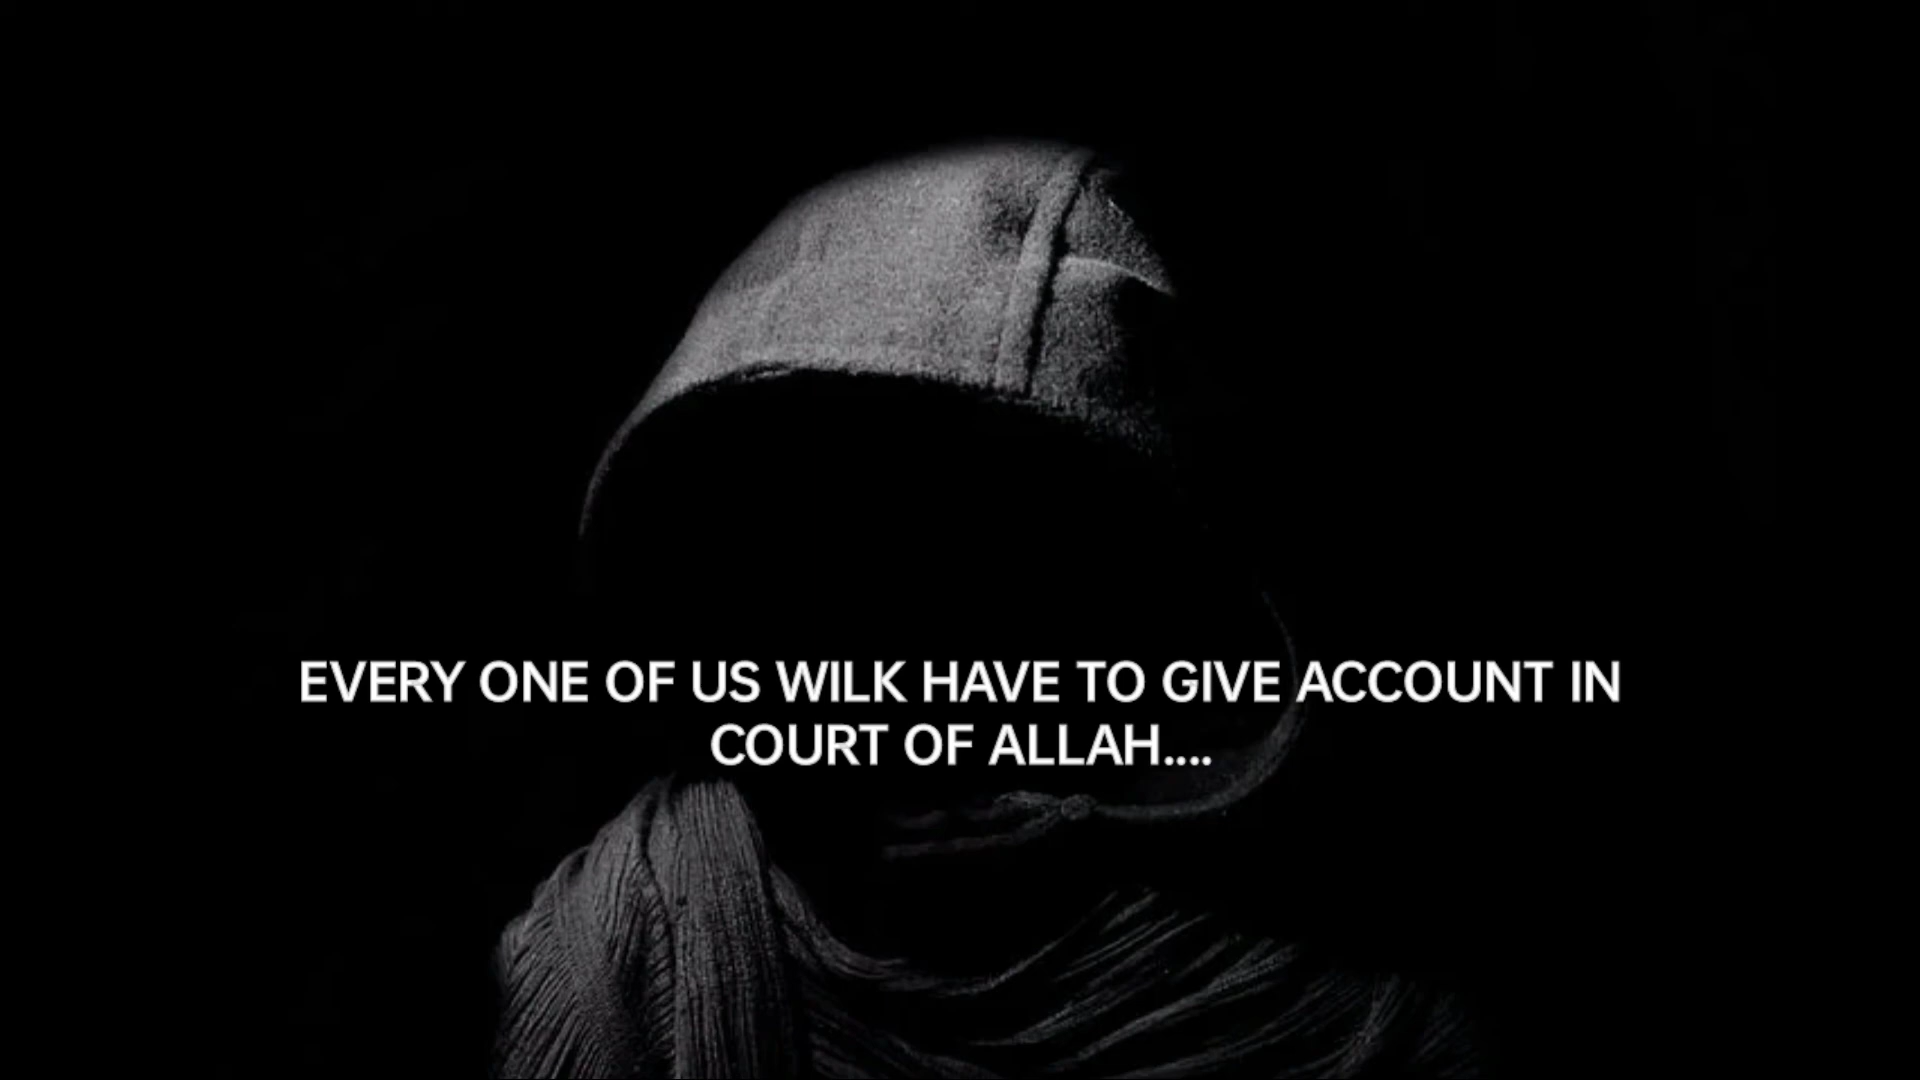 EVERY ONE OF US WILK HAVE TO GIVE ACCOUNT IN
COURT OF ALLAH....